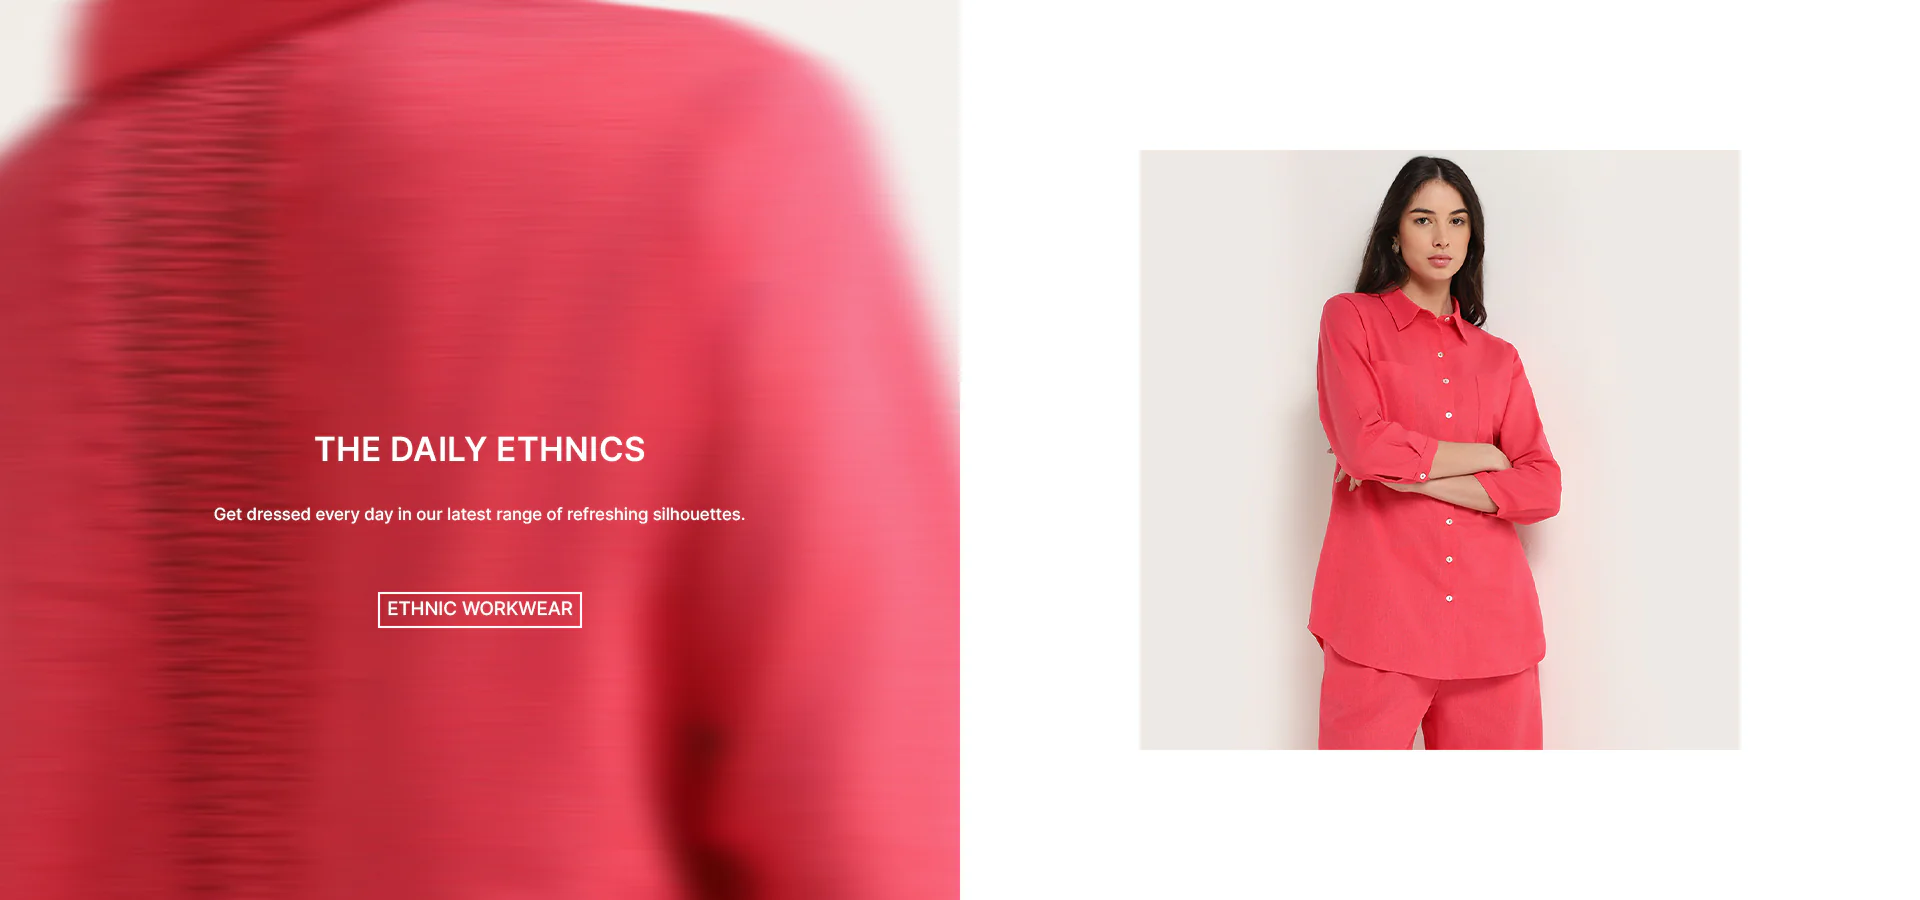 THE DAILY ETHNICS
Get dressed every day in our latest range of refreshing silhouettes.
ETHNIC WORKWEAR